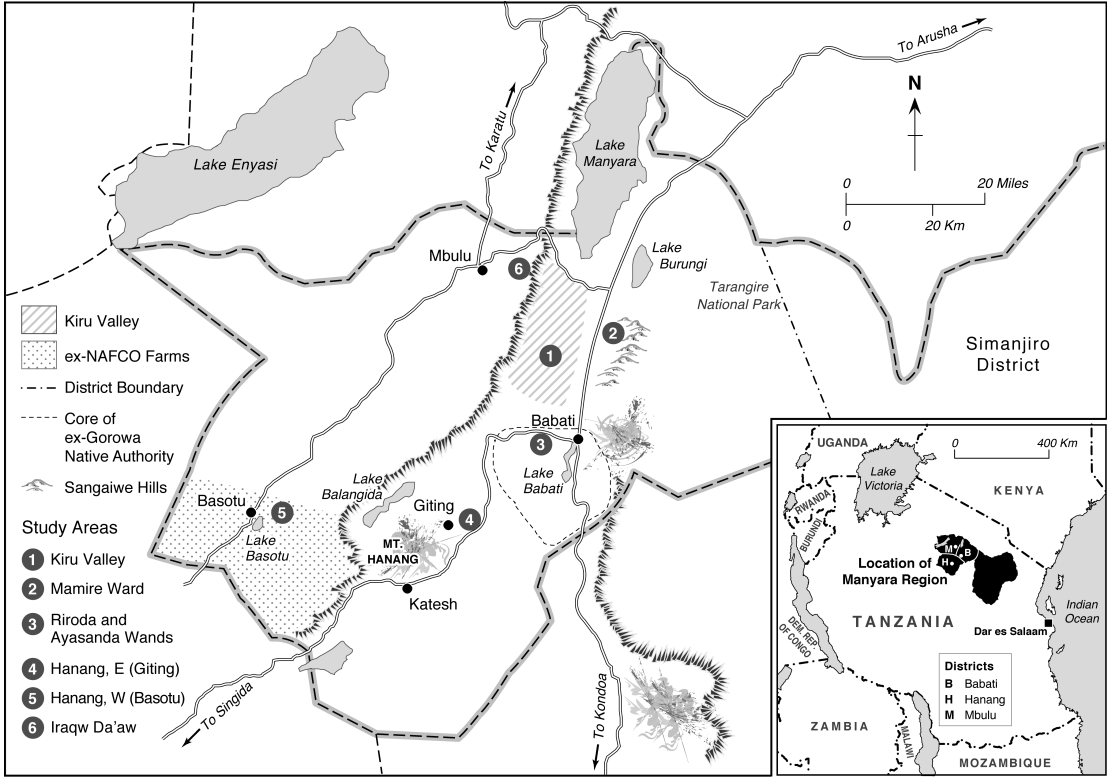 To Arusha
N
0
20 Miles
20 Km
Lake Enyasi
To Karatu
Lake
Manyara
Mbulu
6
Lake
Burungi
Tarangire
National Park
Simanjiro
District
1
2
Babati
3
Lake
Babati
Lake
Balangida
Giting
4
MT.
HANANG
Katesh
Basotu
5
Lake
Basotu
To Singida
To Kondoa
Kiru Valley
ex-NAFCO Farms
District Boundary
Core of
ex-Gorowa
Native Authority
Sangaiwe Hills
Study Areas
1 Kiru Valley
2 Mamire Ward
3 Riroda and
Ayasanda Wands
4 Hanang, E (Giting)
5 Hanang, W (Basotu)
6 Iraqw Da'aw
UGANDA
0 400 Km
Lake
Victoria
KENYA
RWANDA
BURUNDI
M
B
H
Location of
Manyara Region
TANZANIA
Indian
Ocean
Dar es Salaam
DEM. REP
OF CONGO
Districts
B Babati
H Hanang
M Mbulu
ZAMBIA
MALAWI
MOZAMBIQUE